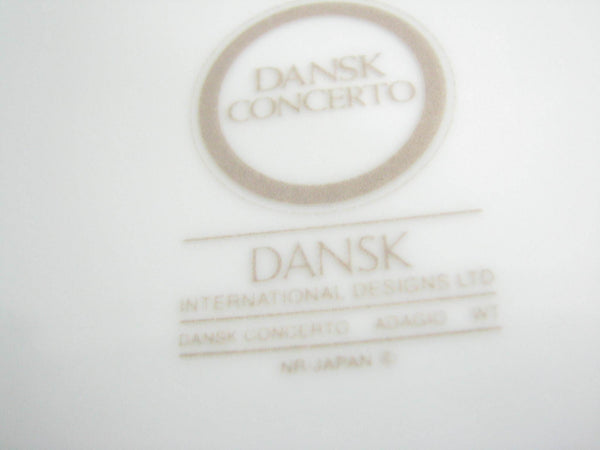 DANSK
CONCERTO
DANSK
INTERNATIONAL DESIGNS LTD
DANSK CONCERTO ADAGIO WT
NR-JAPAN ©